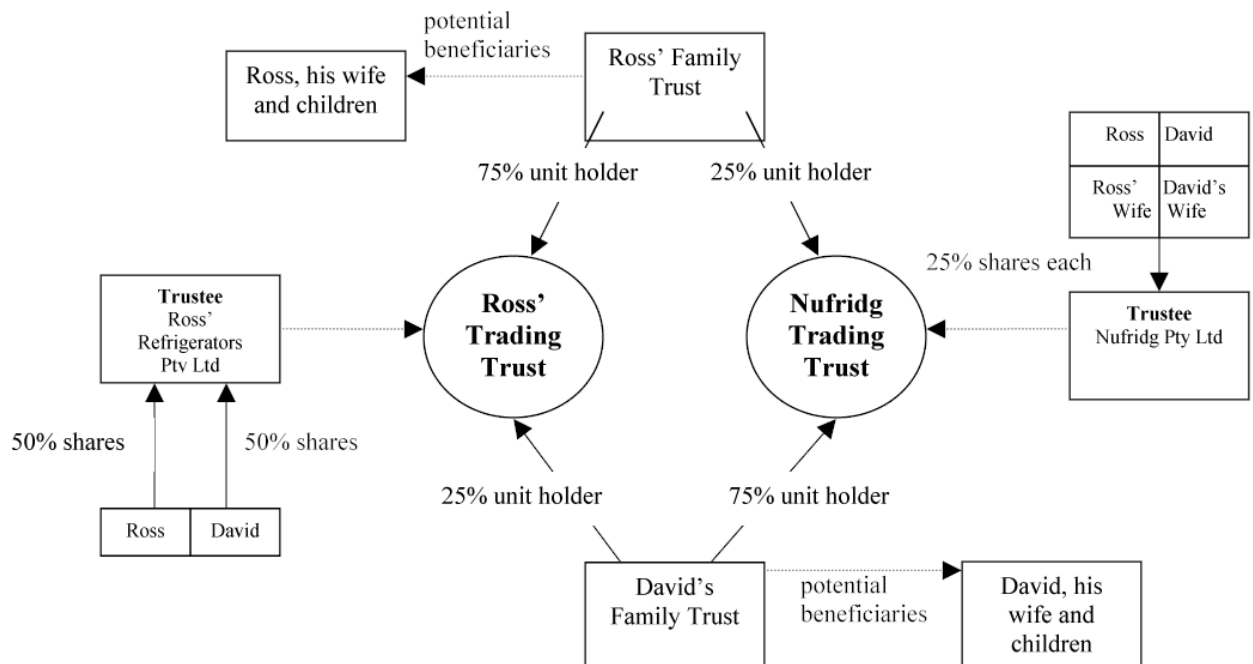 potential
beneficiaries
Ross, his wife
and children
Ross’ Family
Trust
75% unit holder
25% unit holder
Ross
David
Ross’
Wife
David’s
Wife
25% shares each
Trustee
Ross’
Refrigerators
Ptv Ltd
Ross’
Trading
Trust
Nufridg
Trading
Trust
Trustee
Nufridg Pty Ltd
50% shares
50% shares
Ross
David
25% unit holder
75% unit holder
David’s
Family Trust
potential
beneficiaries
David, his
wife and
children